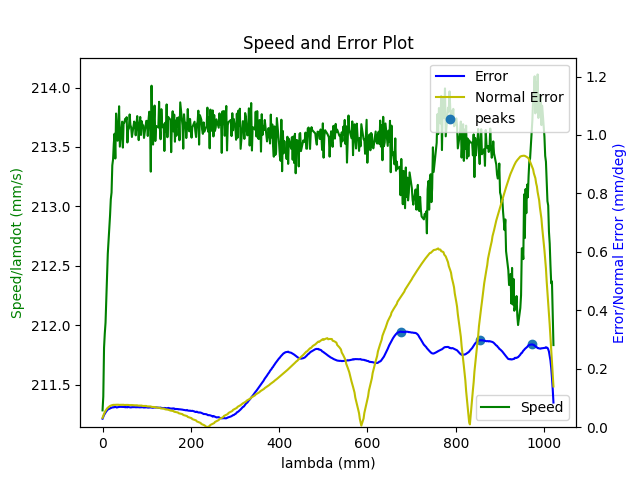 Speed and Error Plot
Error
Normal Error
peaks
Speed
Speed/lamdot (mm/s)
214.0
213.5
213.0
212.5
212.0
211.5
Error/Normal Error (mm/deg)
1.2
1.0
0.8
0.6
0.4
0.2
0.0
0
200
400
600
800
1000
lambda (mm)